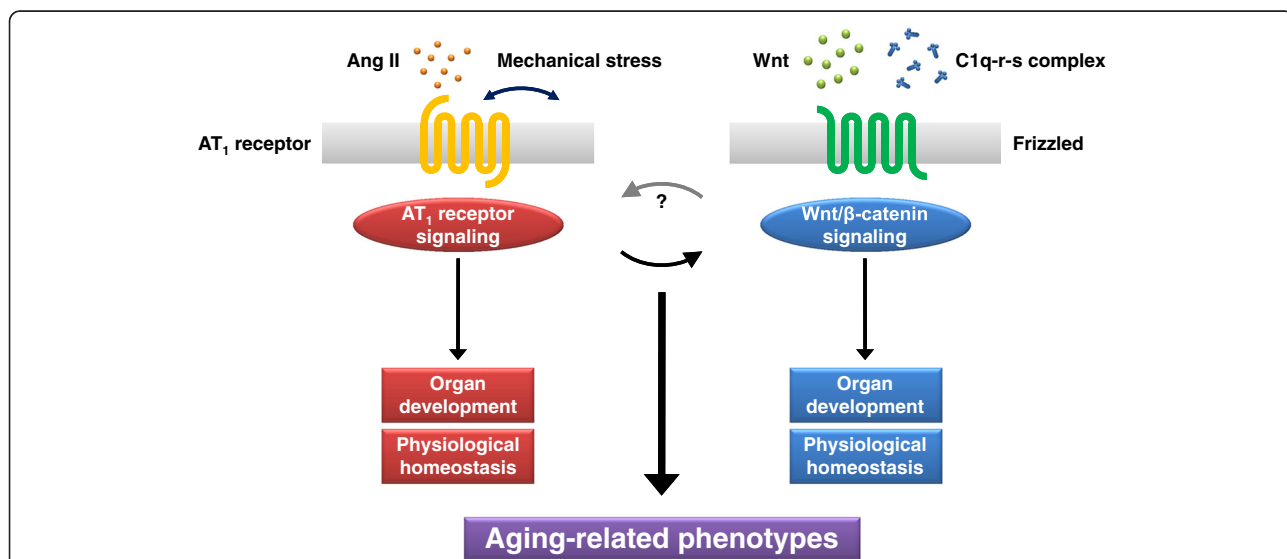 Ang II
Mechanical stress
Wnt
C1q-r-s complex
AT₁ receptor
Frizzled
?
AT₁ receptor
signaling
Wnt/β-catenin
signaling
Organ
development
Physiological
homeostasis
Organ
development
Physiological
homeostasis
Aging-related phenotypes